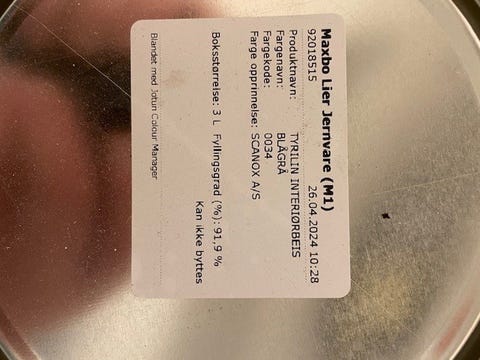 Maxbo Lier Jernvare (M1)
92018515 26.04.2024 10:28
Produktnavn: TYRILIN INTERIØRBEIS
Fargenavn: BLÅGRÅ
Fargekode: 0034
Farge opprinnelse: SCANOX A/S
Boksstørrelse: 3 L Fyllingsgrad (%): 91,9 %
Kan ikke byttes
Blandet med Jotun Colour Manager